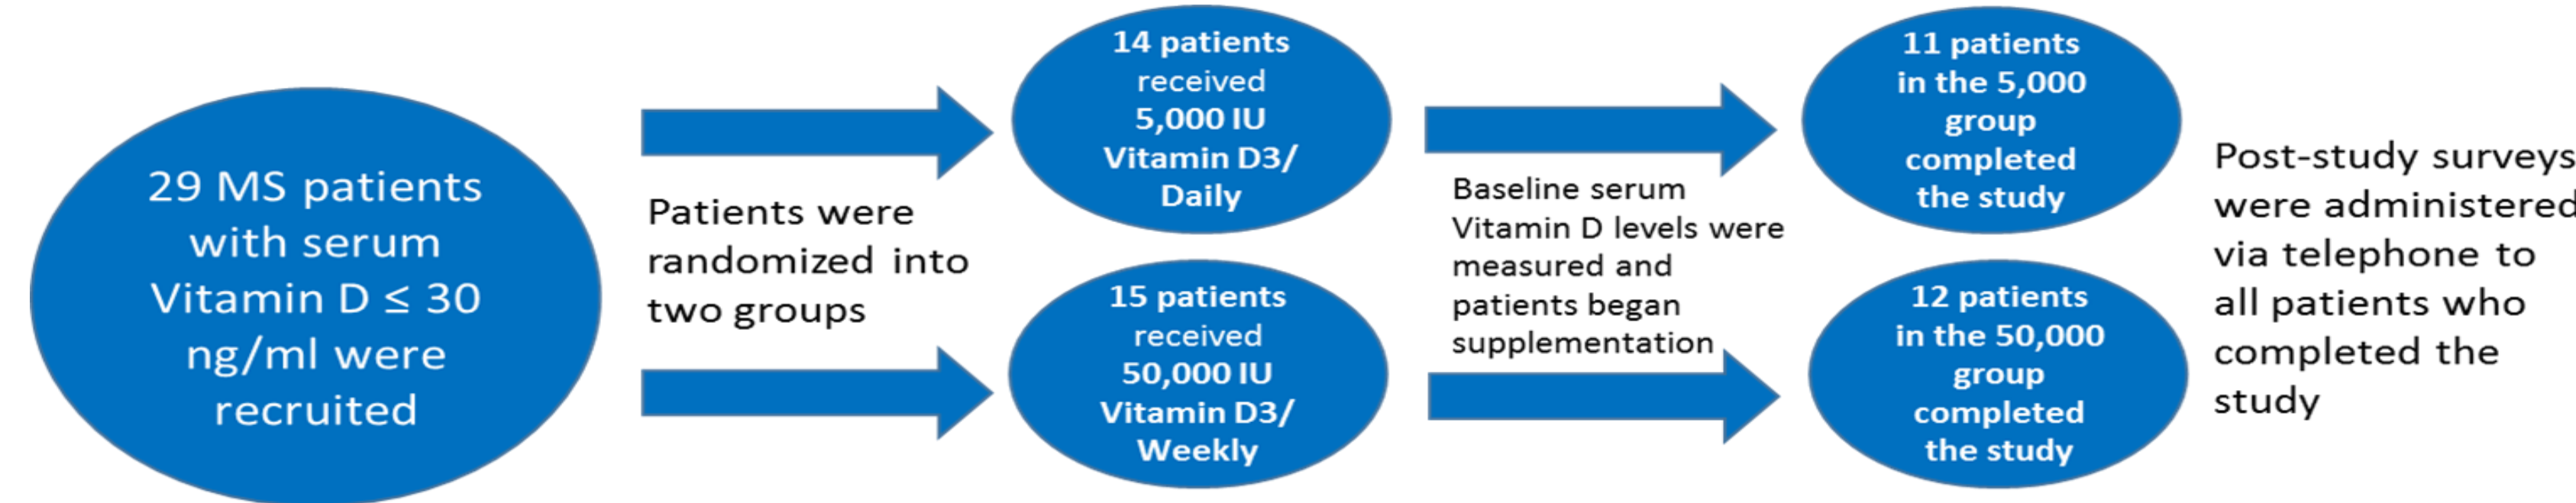 29 MS patients
with serum
Vitamin D ≤ 30
ng/ml were
recruited
Patients were
randomized into
two groups
14 patients
received
5,000 IU
Vitamin D3/
Daily
15 patients
received
50,000 IU
Vitamin D3/
Weekly
Baseline serum
Vitamin D levels were
measured and
patients began
supplementation
11 patients
in the 5,000
group
completed
the study
12 patients
in the 50,000
group
completed
the study
Post-study surveys
were administered
via telephone to
all patients who
completed the
study